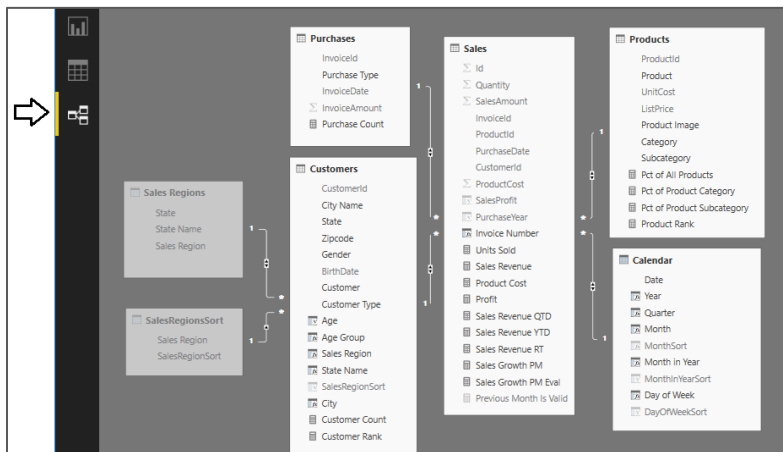 Purchases
InvoiceId
Purchase Type
InvoiceDate
InvoiceAmount
Purchase Count
Sales
Id
Quantity
SalesAmount
InvoiceId
ProductId
PurchaseDate
CustomerId
ProductCost
SalesProfit
PurchaseYear
Invoice Number
Units Sold
Sales Revenue
Product Cost
Profit
Sales Revenue QTD
Sales Revenue YTD
Sales Revenue RT
Sales Growth PM
Sales Growth PM Eval
Previous Month Is Valid
Products
ProductId
Product
UnitCost
ListPrice
Product Image
Category
Subcategory
Pct of All Products
Pct of Product Category
Pct of Product Subcategory
Product Rank
Sales Regions
State
State Name
Sales Region
SalesRegionsSort
Sales Region
SalesRegionSort
Customers
CustomerId
City Name
State
Zipcode
Gender
BirthDate
Customer
Customer Type
Age
Age Group
Sales Region
State Name
SalesRegionSort
City
Customer Count
Customer Rank
Calendar
Date
Year
Quarter
Month
MonthSort
Month in Year
MonthInYearSort
Day of Week
DayOfWeekSort
1
*
1
*
1
*
1
*
1
*
1
*